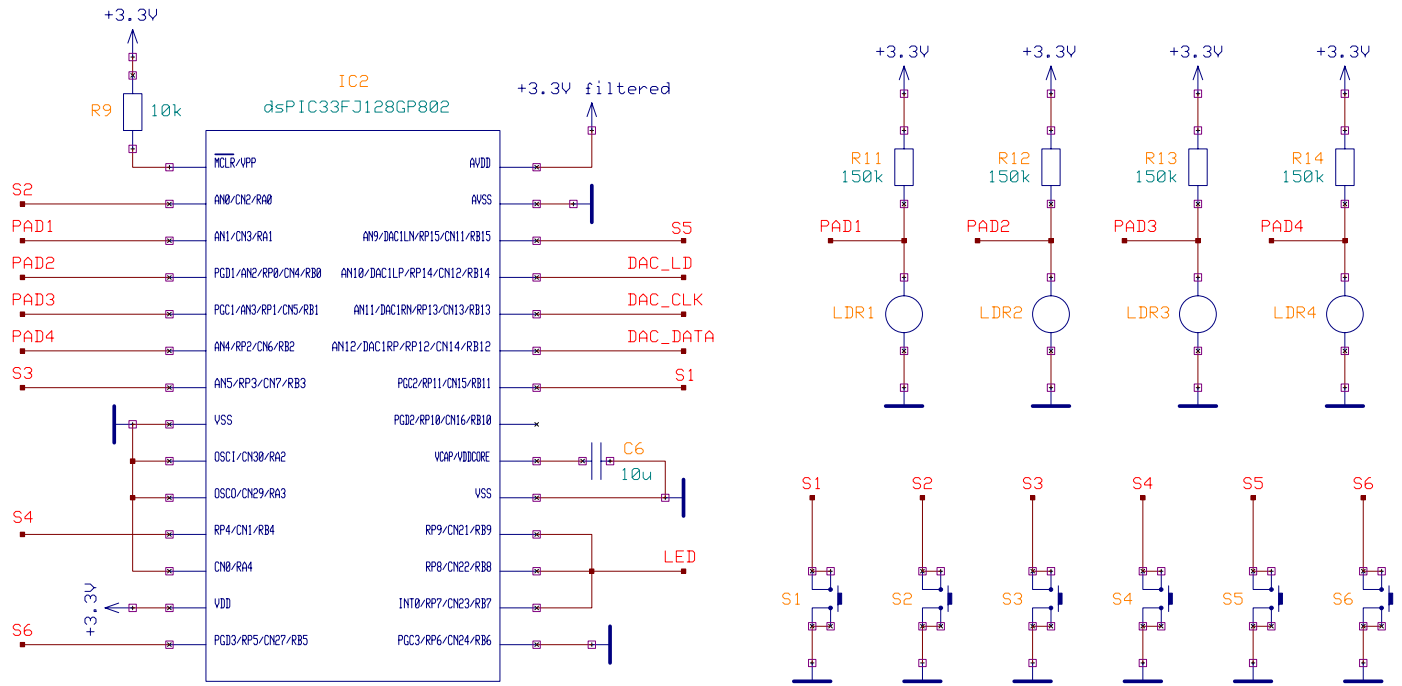 +3.3V
R9
10k
IC2
dsPIC33FJ128GP802
+3.3V filtered
MCLR/VPP
AVDD
S2
AN0/CN2/RA0
AVSS
PAD1
AN1/CN3/RA1
AN9/DAC1LN/RP15/CN11/RB15
S5
PAD2
PGD1/AN2/RP0/CN4/RB0
AN10/DAC1LP/RP14/CN12/RB14
DAC_LD
PAD3
PGC1/AN3/RP1/CN5/RB1
AN11/DAC1RN/RP13/CN13/RB13
DAC_CLK
PAD4
AN4/RP2/CN6/RB2
AN12/DAC1RP/RP12/CN14/RB12
DAC_DATA
S3
AN5/RP3/CN7/RB3
PGC2/RP11/CN15/RB11
S1
VSS
PGD2/RP10/CN16/RB10
OSCI/CN30/RA2
VCAP/VDDCORE
C6
10u
OSCO/CN29/RA3
VSS
S4
RP4/CN1/RB4
RP9/CN21/RB9
CN0/RA4
RP8/CN22/RB8
LED
+3.3V
VDD
INT0/RP7/CN23/RB7
S6
PGD3/RP5/CN27/RB5
PGC3/RP6/CN24/RB6
+3.3V
+3.3V
+3.3V
+3.3V
R11
150k
R12
150k
R13
150k
R14
150k
PAD1
PAD2
PAD3
PAD4
LDR1
LDR2
LDR3
LDR4
S1
S2
S3
S4
S5
S6
S1
S2
S3
S4
S5
S6